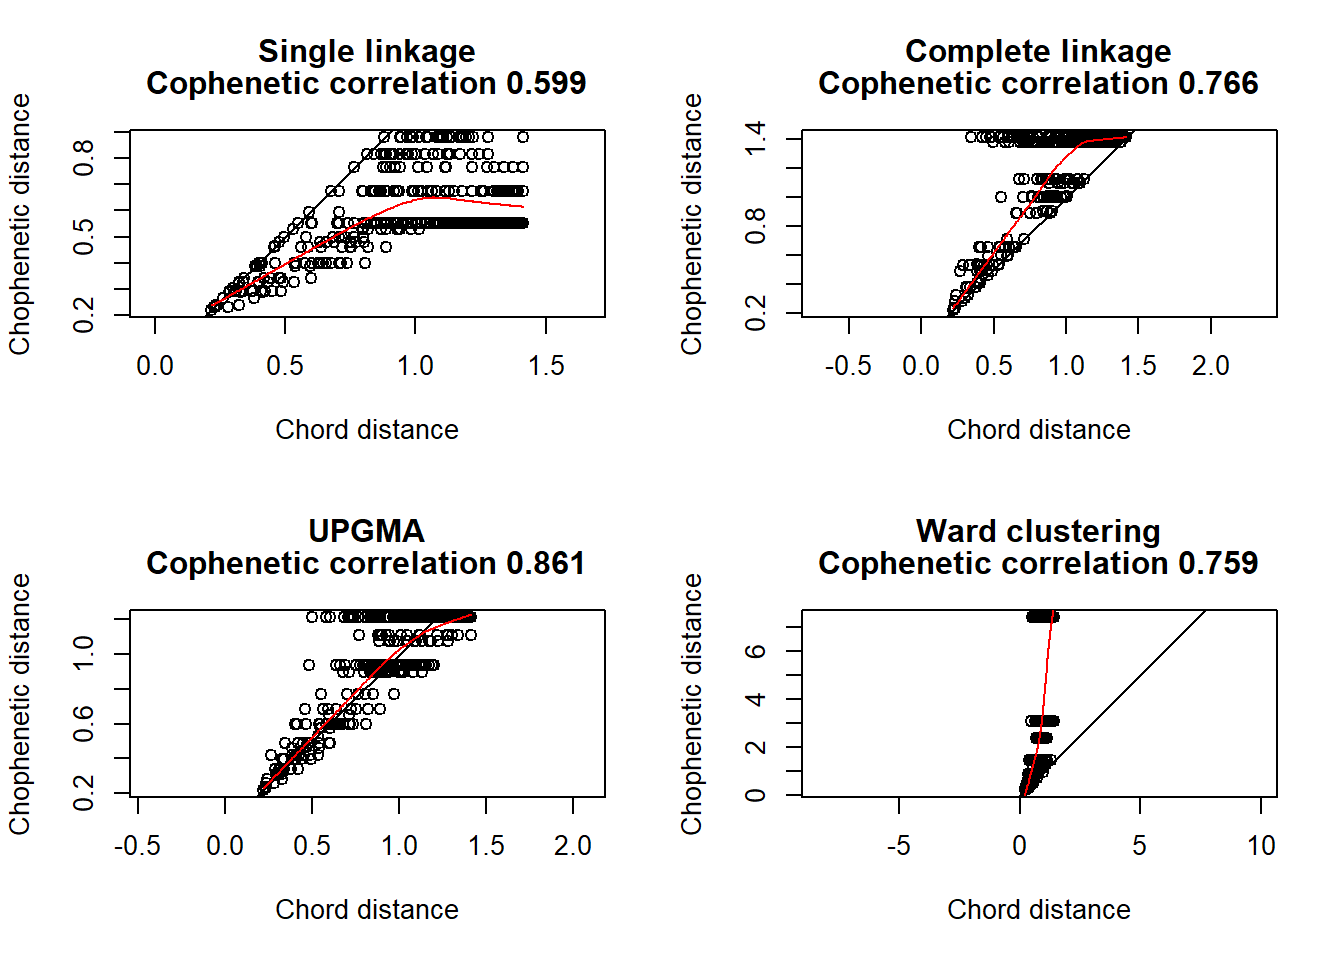 Single linkage
Cophenetic correlation 0.599
Chophenetic distance
0.8
0.5
0.2
0.0 0.5 1.0 1.5
Chord distance
Complete linkage
Cophenetic correlation 0.766
Chophenetic distance
1.4
0.8
0.2
-0.5 0.0 0.5 1.0 1.5 2.0
Chord distance
UPGMA
Cophenetic correlation 0.861
Chophenetic distance
1.0
0.6
0.2
-0.5 0.0 0.5 1.0 1.5 2.0
Chord distance
Ward clustering
Cophenetic correlation 0.759
Chophenetic distance
6
4
2
0
-5 0 5 10
Chord distance